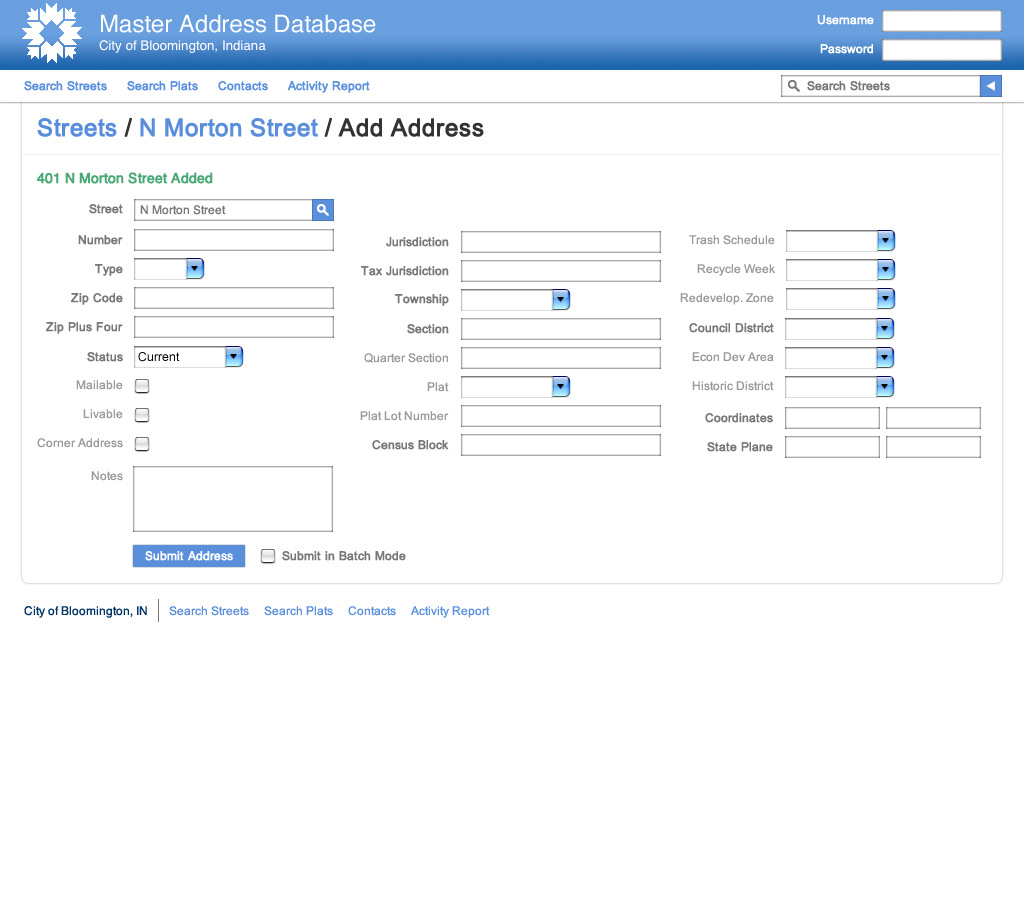 Master Address Database
City of Bloomington, Indiana
Username
Password
Search Streets Search Plats Contacts Activity Report
Search Streets
Streets / N Morton Street / Add Address
401 N Morton Street Added
Street N Morton Street
Number
Type
Zip Code
Zip Plus Four
Status Current
Mailable
Livable
Corner Address
Notes
Jurisdiction
Tax Jurisdiction
Township
Section
Quarter Section
Plat
Plat Lot Number
Census Block
Trash Schedule
Recycle Week
Redevelop. Zone
Council District
Econ Dev Area
Historic District
Coordinates
State Plane
Submit Address Submit in Batch Mode
City of Bloomington, IN Search Streets Search Plats Contacts Activity Report